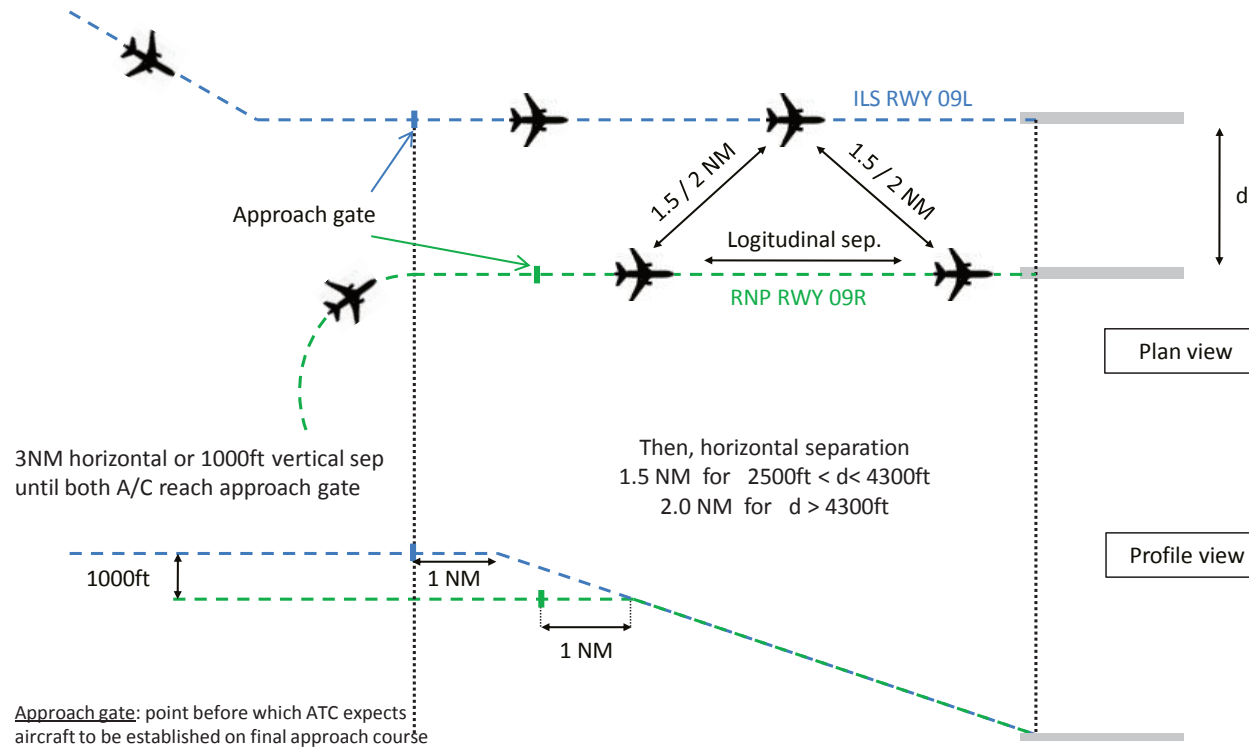 ILS RWY 09L
1.5 / 2 NM
1.5 / 2 NM
d
Approach gate
Logitudinal sep.
RNP RWY 09R
Plan view
3NM horizontal or 1000ft vertical sep
until both A/C reach approach gate
Then, horizontal separation
1.5 NM for 2500ft < d< 4300ft
2.0 NM for d > 4300ft
Profile view
1000ft
1 NM
1 NM
Approach gate: point before which ATC expects
aircraft to be established on final approach course